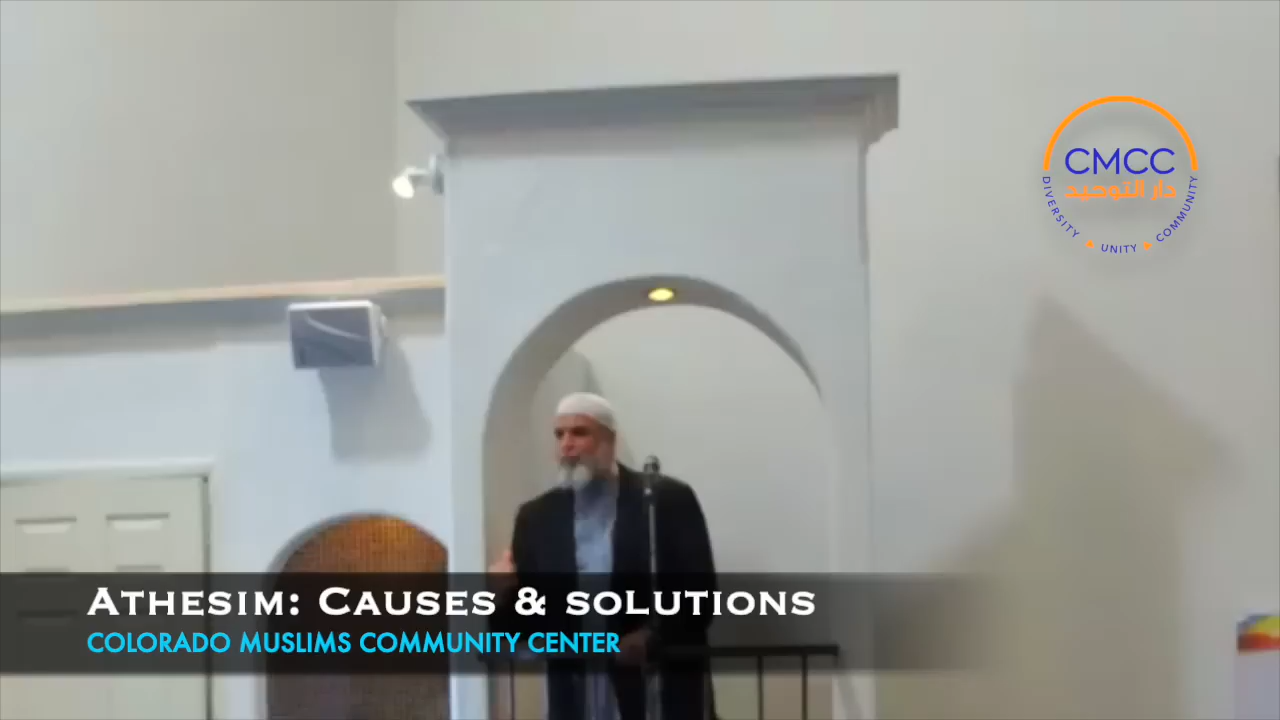 CMCC
دار التوحيد
DIVERSITY • UNITY • COMMUNITY
ATHESIM: CAUSES & SOLUTIONS
COLORADO MUSLIMS COMMUNITY CENTER